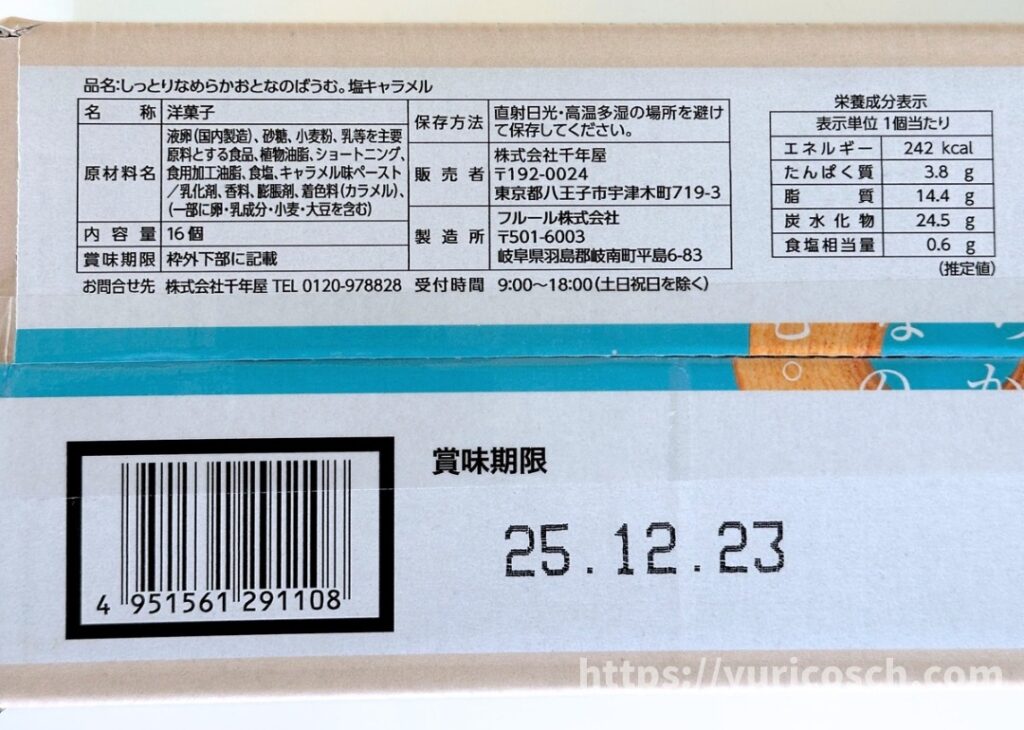 品名:しっとりなめらかおとなのばうむ。塩キャラメル
名称 洋菓子
原材料名 液卵(国内製造)、砂糖、小麦粉、乳等を主要
原料とする食品、植物油脂、ショートニング、
食用加工油脂、食塩、キャラメル味ペースト
/乳化剤、香料、膨脹剤、着色料(カラメル)、
(一部に卵・乳成分・小麦・大豆を含む)
内容量 16個
賞味期限 枠外下部に記載
保存方法 直射日光・高温多湿の場所を避け
て保存してください。
販売者 株式会社千年屋
〒192-0024
東京都八王子市宇津木町719-3
製造所 フルール株式会社
〒501-6003
岐阜県羽島郡岐南町平島6-83
お問合せ先 株式会社千年屋 TEL 0120-978828 受付時間 9:00~18:00(土日祝日を除く)
栄養成分表示
表示単位 1個当たり
エネルギー 242 kcal
たんぱく質 3.8 g
脂質 14.4 g
炭水化物 24.5 g
食塩相当量 0.6 g
(推定値)
む。
の
か
賞味期限
25.12.23
4 951561 291108
https://yuricosch.com